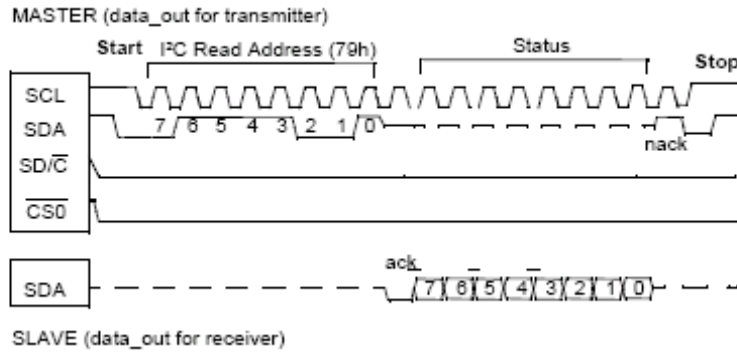 MASTER (data_out for transmitter)
Start I²C Read Address (79h) Status Stop
SCL
SDA 7 6 5 4 3 2 1 0 nack
SD/C̅
C̅S̅0̅
ack
SDA 7 6 5 4 3 2 1 0
SLAVE (data_out for receiver)